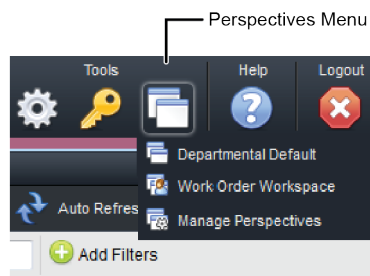 Perspectives Menu
Tools
Help
Logout
Departmental Default
Work Order Workspace
Auto Refres
Manage Perspectives
Add Filters